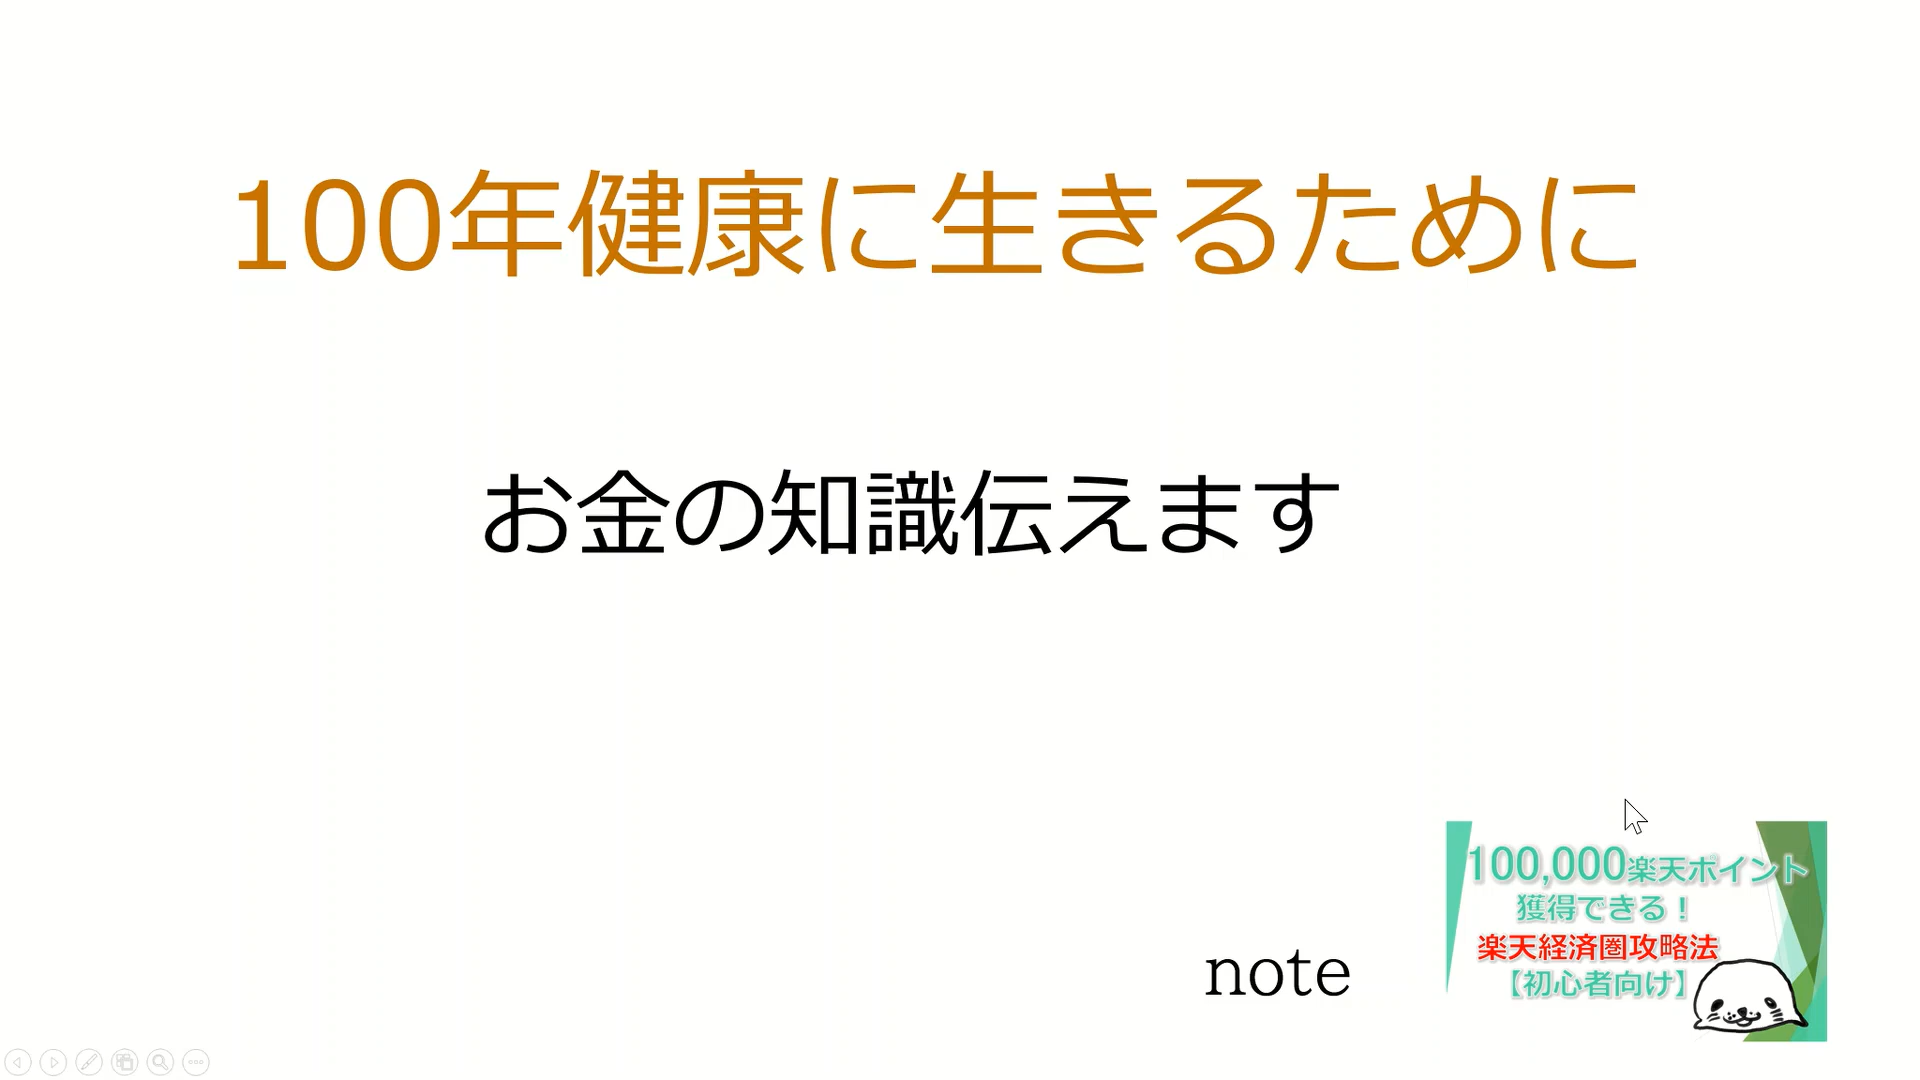 100年健康に生きるために
お金の知識伝えます
note
100,000楽天ポイント
獲得できる！
楽天経済圏攻略法
【初心者向け】